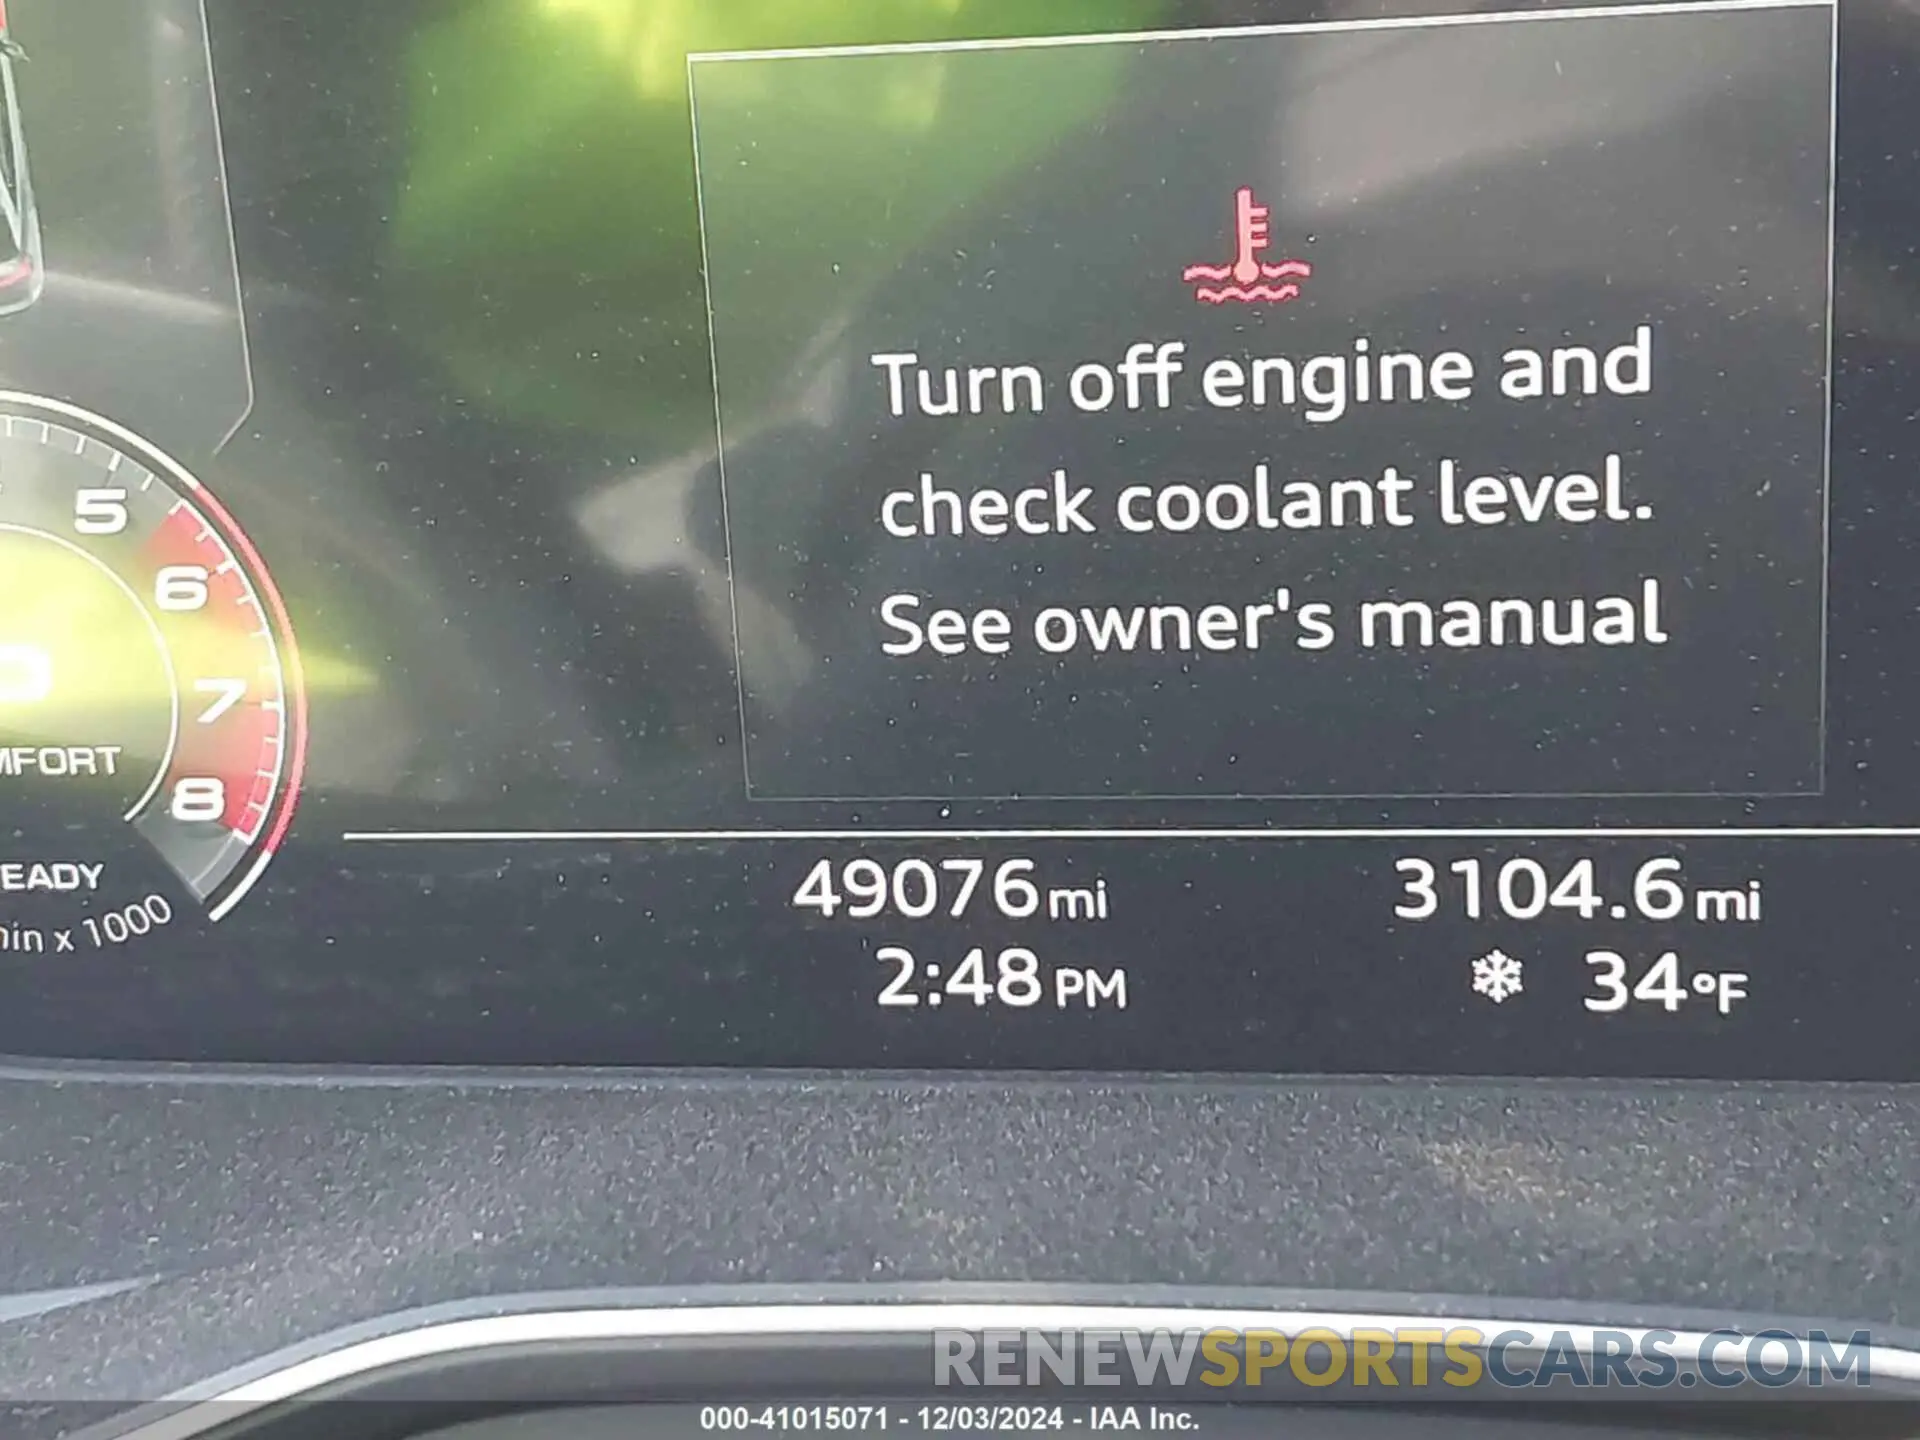 Turn off engine and
check coolant level.
See owner's manual
5
6
7
8
MFORT
EADY
in x 1000
49076 mi
3104.6 mi
2:48 PM
34°F
RENEWSPORTSCARS.COM
000-41015071 - 12/03/2024 - IAA Inc.